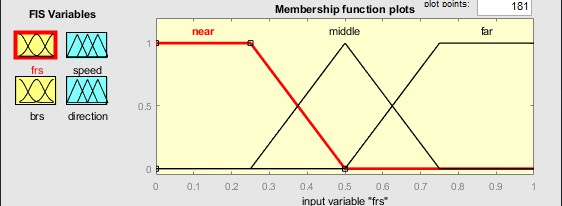 FIS Variables
Membership function plots
plot points:
181
near
middle
far
frs
speed
brs
direction
1
0.5
0
0
0.1
0.2
0.3
0.4
0.5
0.6
0.7
0.8
0.9
1
input variable "frs"